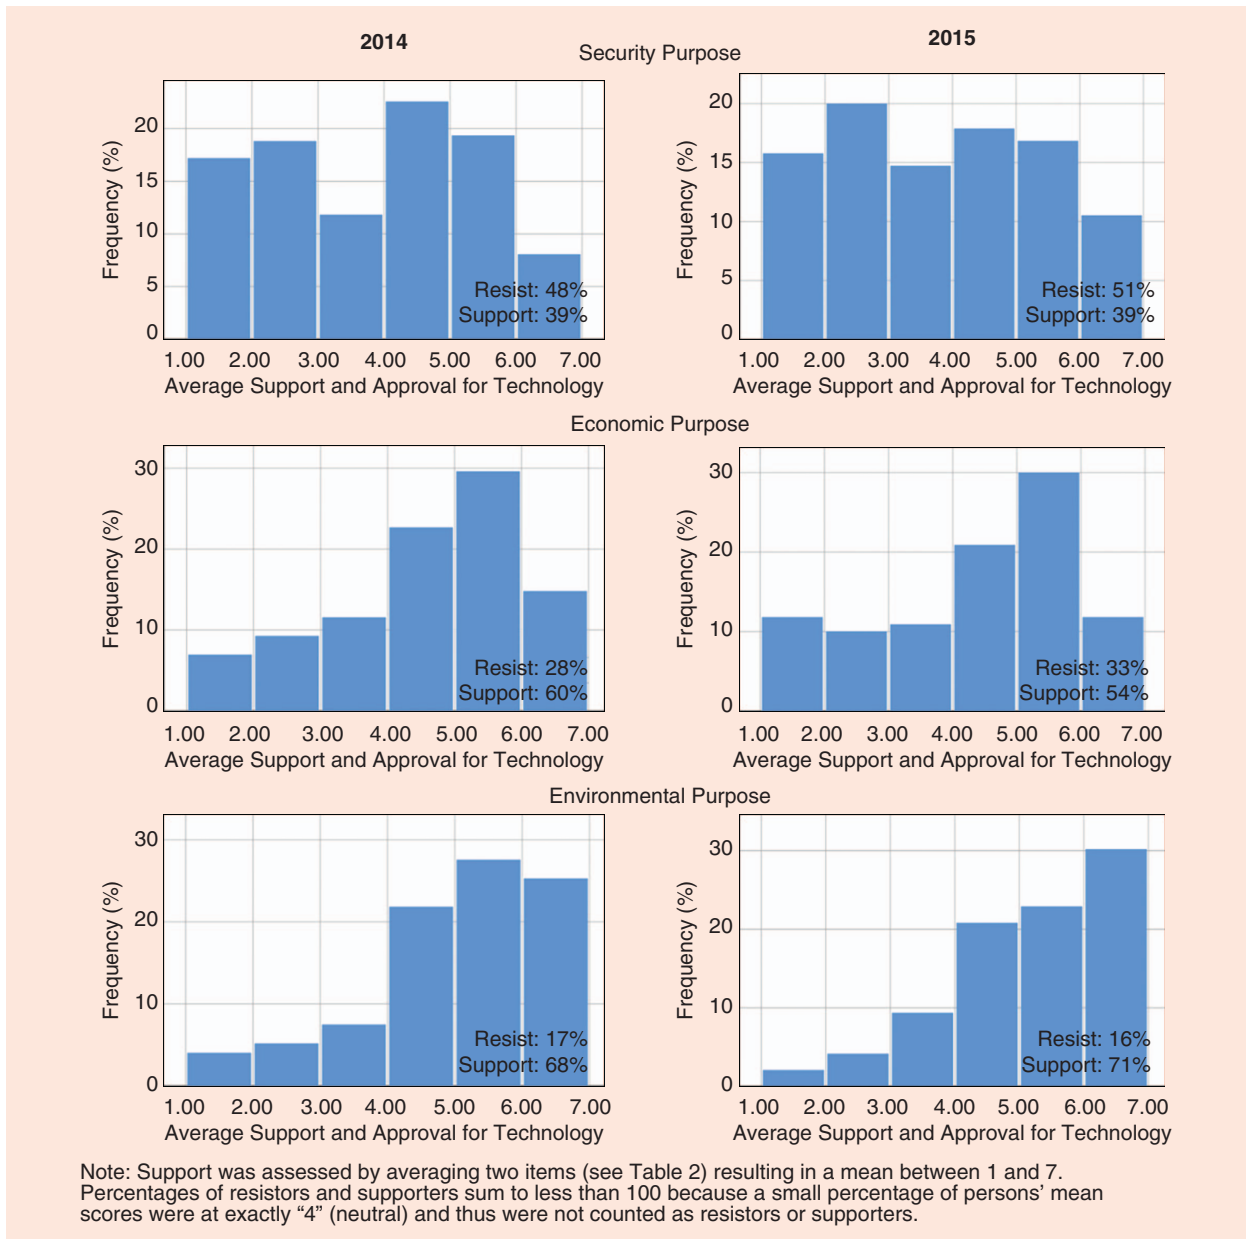 2014
Security Purpose
2015
Frequency (%)
20
15
10
5
0
Resist: 48%
Support: 39%
1.00 2.00 3.00 4.00 5.00 6.00 7.00
Average Support and Approval for Technology
Frequency (%)
20
15
10
5
0
Resist: 51%
Support: 39%
1.00 2.00 3.00 4.00 5.00 6.00 7.00
Average Support and Approval for Technology
Economic Purpose
Frequency (%)
30
20
10
0
Resist: 28%
Support: 60%
1.00 2.00 3.00 4.00 5.00 6.00 7.00
Average Support and Approval for Technology
Frequency (%)
30
20
10
0
Resist: 33%
Support: 54%
1.00 2.00 3.00 4.00 5.00 6.00 7.00
Average Support and Approval for Technology
Environmental Purpose
Frequency (%)
30
20
10
0
Resist: 17%
Support: 68%
1.00 2.00 3.00 4.00 5.00 6.00 7.00
Average Support and Approval for Technology
Frequency (%)
30
20
10
0
Resist: 16%
Support: 71%
1.00 2.00 3.00 4.00 5.00 6.00 7.00
Average Support and Approval for Technology
Note: Support was assessed by averaging two items (see Table 2) resulting in a mean between 1 and 7.
Percentages of resistors and supporters sum to less than 100 because a small percentage of persons’ mean
scores were at exactly “4” (neutral) and thus were not counted as resistors or supporters.